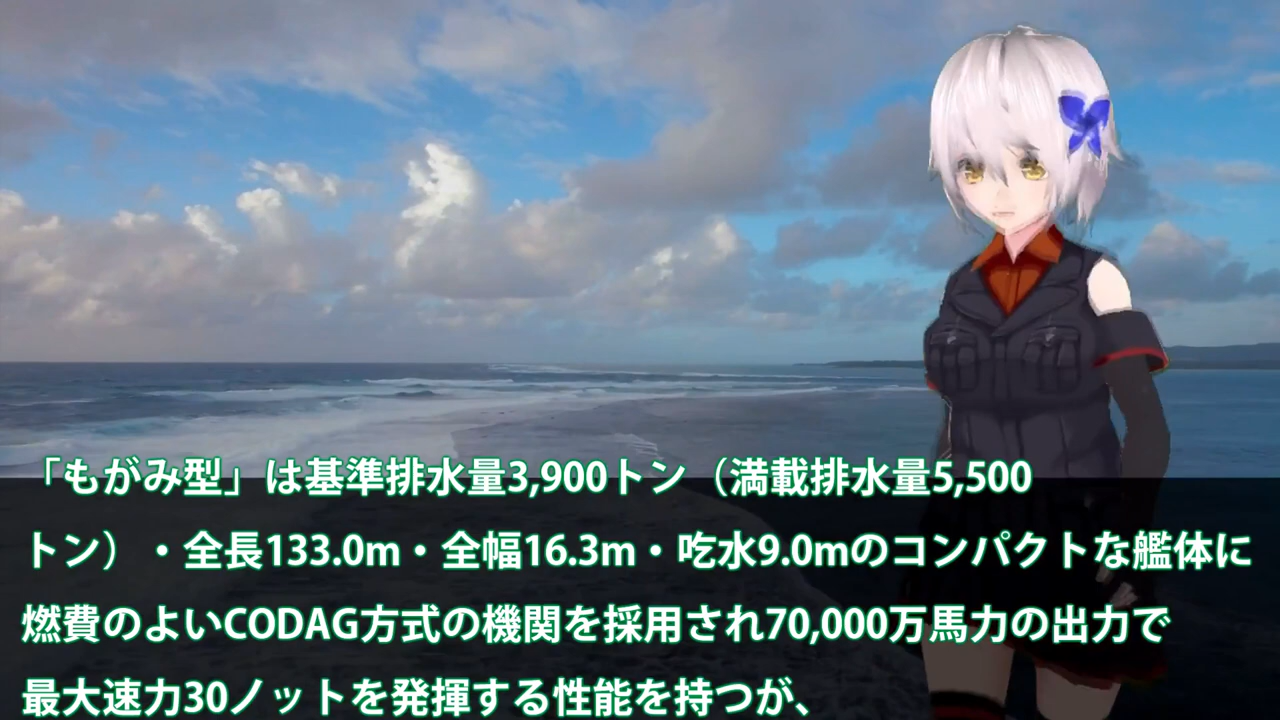 「もがみ型」は基準排水量3,900トン（満載排水量5,500
トン）・全長133.0m・全幅16.3m・吃水9.0mのコンパクトな艦体に
燃費のよいCODAG方式の機関を採用され70,000万馬力の出力で
最大速力30ノットを発揮する性能を持つが、